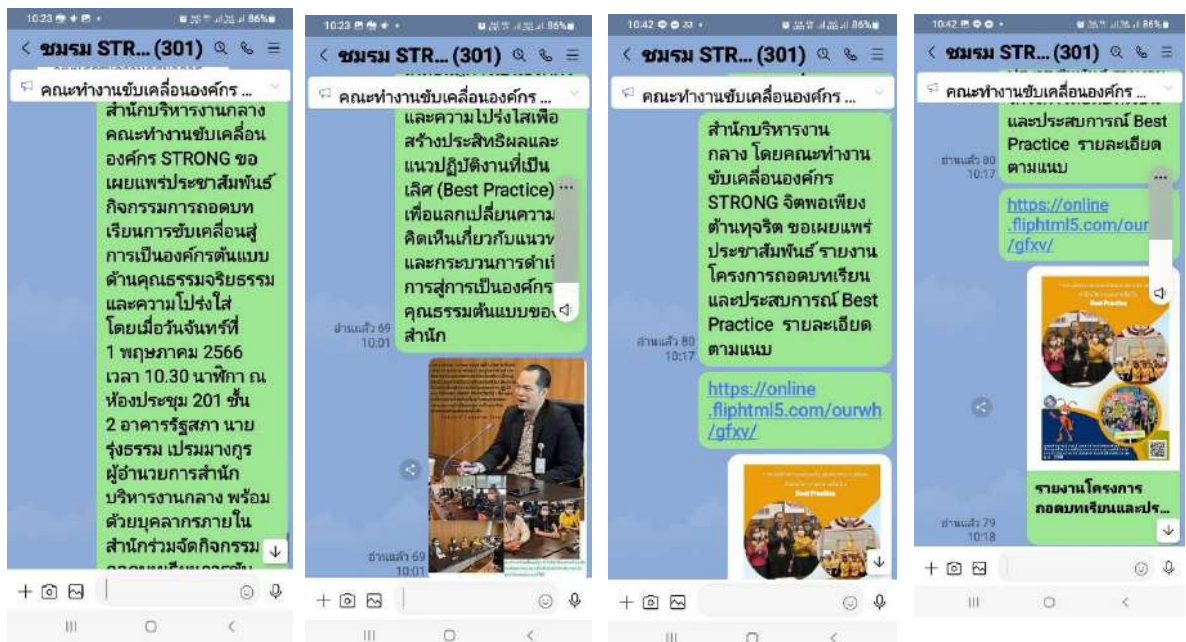 10:23
86%
ชมรม STR... (301)
คณะทำงานขับเคลื่อนองค์กร ...
สำนักบริหารงานกลาง
คณะทำงานขับเคลื่อน
องค์กร STRONG ขอ
เผยแพร่ประชาสัมพันธ์
กิจกรรมการถอดบท
เรียนการขับเคลื่อนสู่
การเป็นองค์กรต้นแบบ
ด้านคุณธรรมจริยธรรม
และความโปร่งใส่
โดยเมื่อวันจันทร์ที่
1 พฤษภาคม 2566
เวลา 10.30 นาฬิกา ณ
ห้องประชุม 201 ชั้น
2 อาคารรัฐสภา นาย
รุ่งธรรม เปรมมางกูร
ผู้อำนวยการสำนัก
บริหารงานกลาง พร้อม
ด้วยบุคลากรภายใน
สำนักร่วมจัดกิจกรรม
10:23
86%
ชมรม STR... (301)
คณะทำงานขับเคลื่อนองค์กร ...
และความโปร่งใสเพื่อ
สร้างประสิทธิผลและ
แนวปฏิบัติงานที่เป็น
เลิศ (Best Practice)
เพื่อแลกเปลี่ยนความ
คิดเห็นเกี่ยวกับแนวท
และกระบวนการดำเนิ
การสู่การเป็นองค์กร
คุณธรรมต้นแบบของ
สำนัก
อ่านแล้ว 69
10:01
อ่านแล้ว 69
10:01
10:42
86%
ชมรม STR... (301)
คณะทำงานขับเคลื่อนองค์กร ...
สำนักบริหารงาน
กลาง โดยคณะทำงาน
ขับเคลื่อนองค์กร
STRONG จิตพอเพียง
ต้านทุจริต ขอเผยแพร่
ประชาสัมพันธ์ รายงาน
โครงการถอดบทเรียน
และประสบการณ์ Best
Practice รายละเอียด
ตามแนบ
อ่านแล้ว 80
10:17
https://online
.fliphtml5.com/ourwh
/gfxv/
Best Practice
10:42
86%
ชมรม STR... (301)
คณะทำงานขับเคลื่อนองค์กร ...
และประสบการณ์ Best
Practice รายละเอียด
ตามแนบ
อ่านแล้ว 80
10:17
https://online
.fliphtml5.com/our
/gfxv/
Best Practice
รายงานโครงการ
ถอดบทเรียนและปร...
อ่านแล้ว 79
10:18